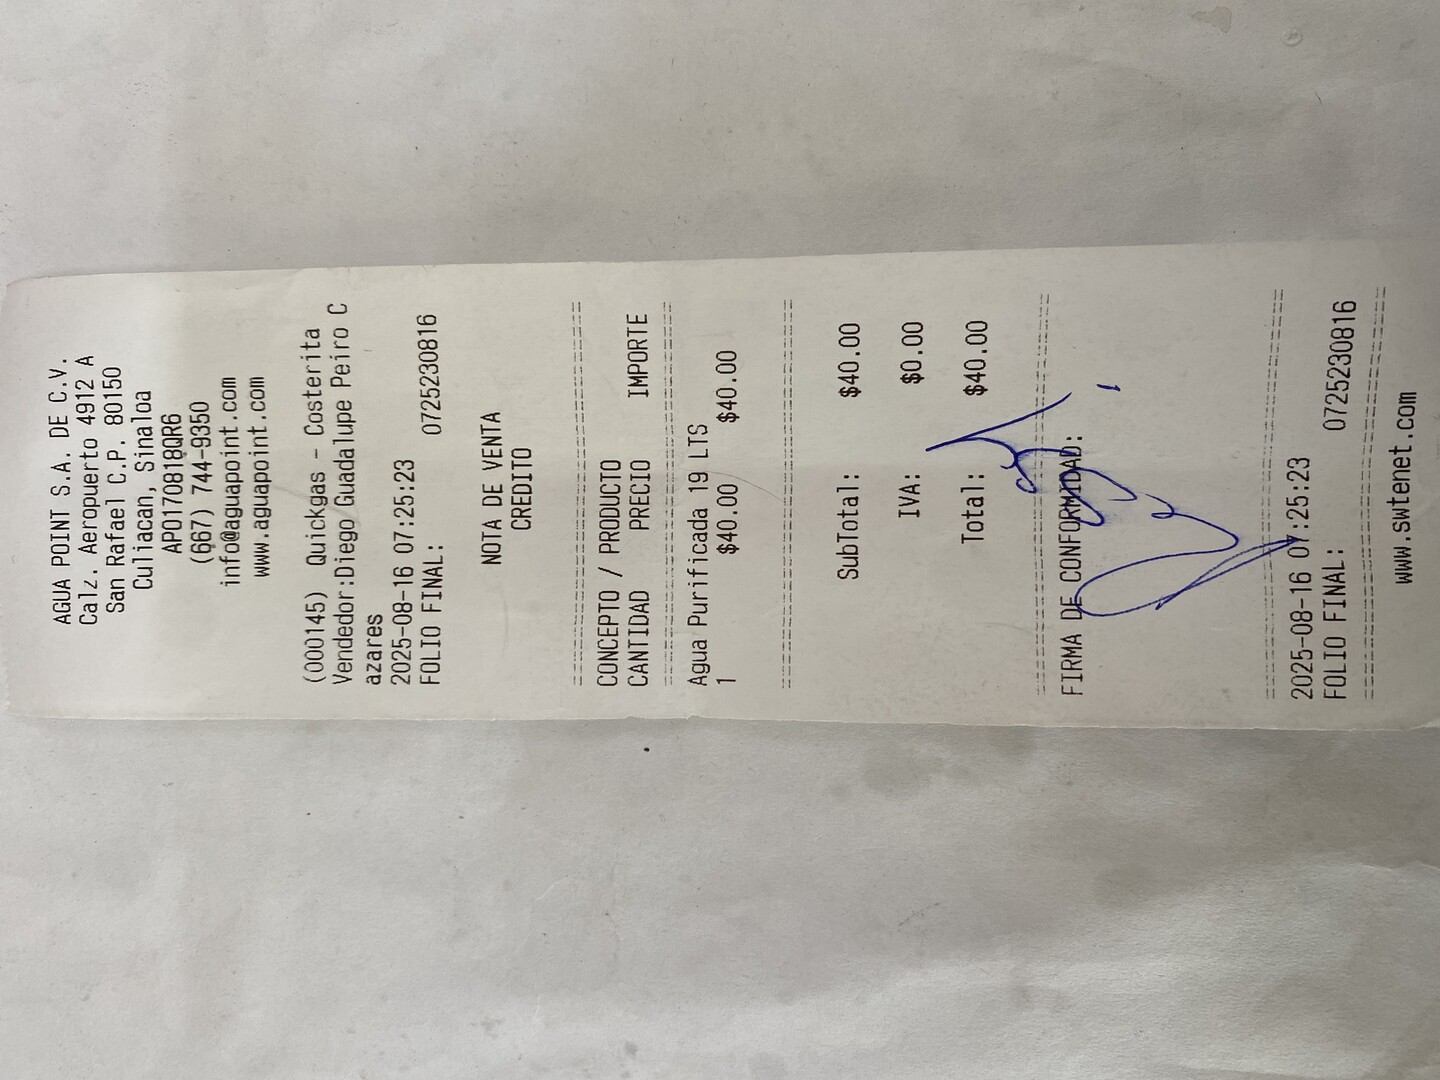 AGUA POINT S.A. DE C.V.
Calz. Aeropuerto 4912 A
San Rafael C.P. 80150
Culiacan, Sinaloa
APO170818QR6
(667) 744-9350
info@aguapoint.com
www.aguapoint.com
(000145) Quickgas - Costerita
Vendedor:Diego Guadalupe Peiro C
azares
2025-08-16 07:25:23
FOLIO FINAL: 0725230816
NOTA DE VENTA
CREDITO
CONCEPTO / PRODUCTO
CANTIDAD PRECIO IMPORTE
Agua Purificada 19 LTS
1 $40.00 $40.00
SubTotal: $40.00
IVA: $0.00
Total: $40.00
FIRMA DE CONFORMIDAD:
2025-08-16 07:25:23
FOLIO FINAL: 0725230816
www.swtenet.com